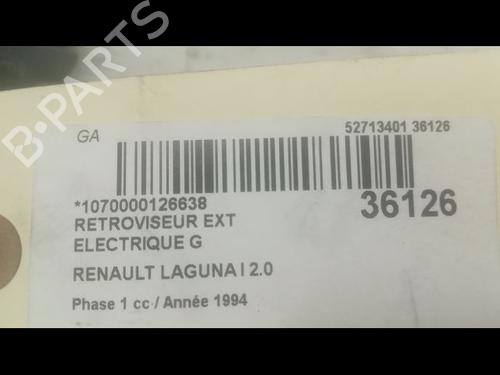 B-PARTS
GA
52713401 36126
*1070000126638
36126
RETROVISEUR EXT
ELECTRIQUE G
RENAULT LAGUNA I 2.0
Phase 1 cc / Année 1994